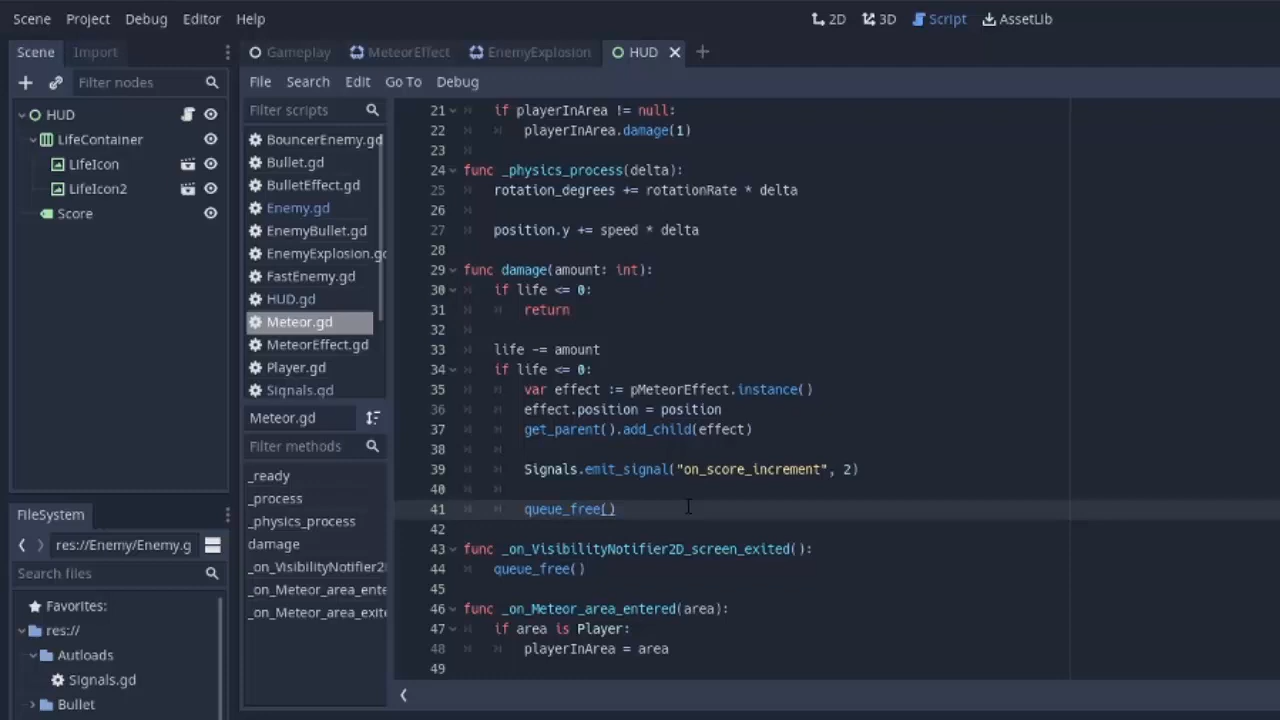 Scene Project Debug Editor Help 2D 3D Script AssetLib
Scene Import Gameplay MeteorEffect EnemyExplosion HUD
Filter nodes File Search Edit Go To Debug
HUD
LifeContainer
LifeIcon
LifeIcon2
Score
FileSystem
res://Enemy/Enemy.g
Search files
Favorites:
res://
Autloads
Signals.gd
Bullet
Filter scripts
BouncerEnemy.gd
Bullet.gd
BulletEffect.gd
Enemy.gd
EnemyBullet.gd
EnemyExplosion.gd
FastEnemy.gd
HUD.gd
Meteor.gd
MeteorEffect.gd
Player.gd
Signals.gd
Meteor.gd
Filter methods
_ready
_process
_physics_process
damage
_on_VisibilityNotifier2
_on_Meteor_area_ente
_on_Meteor_area_exite
21 if playerInArea != null:
22 playerInArea.damage(1)
23
24 func _physics_process(delta):
25 rotation_degrees += rotationRate * delta
26
27 position.y += speed * delta
28
29 func damage(amount: int):
30 if life <= 0:
31 return
32
33 life -= amount
34 if life <= 0:
35 var effect := pMeteorEffect.instance()
36 effect.position = position
37 get_parent().add_child(effect)
38
39 Signals.emit_signal("on_score_increment", 2)
40
41 queue_free()
42
43 func _on_VisibilityNotifier2D_screen_exited():
44 queue_free()
45
46 func _on_Meteor_area_entered(area):
47 if area is Player:
48 playerInArea = area
49